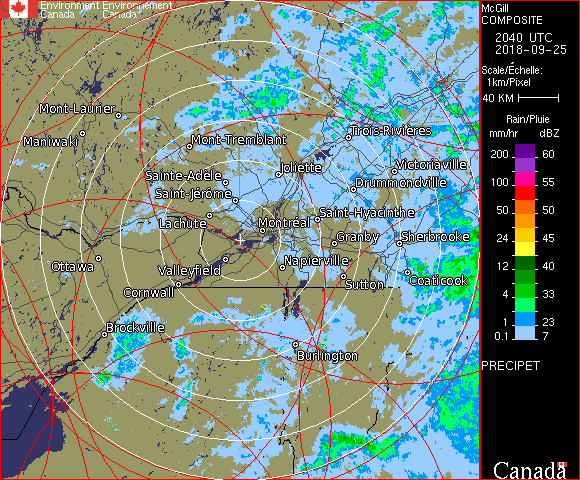 Environment Environnement
Canada Canada
McGill
COMPOSITE
2040 UTC
2018-09-25
Scale/Échelle:
1km/Pixel
40 KM
Rain/Pluie
mm/hr dBZ
200 60
100 55
50 50
24 45
12 40
4 33
1 23
0.1 7
PRECIPET
Canada
Mont-Laurier
Maniwaki
Mont-Tremblant
Trois-Rivières
Sainte-Adèle
Joliette
Victoriaville
Saint-Jérôme
Drummondville
Lachute
Saint-Hyacinthe
Montréal
Granby
Sherbrooke
Ottawa
Valleyfield
Napierville
Cornwall
Sutton
Coaticook
Brockville
Burlington